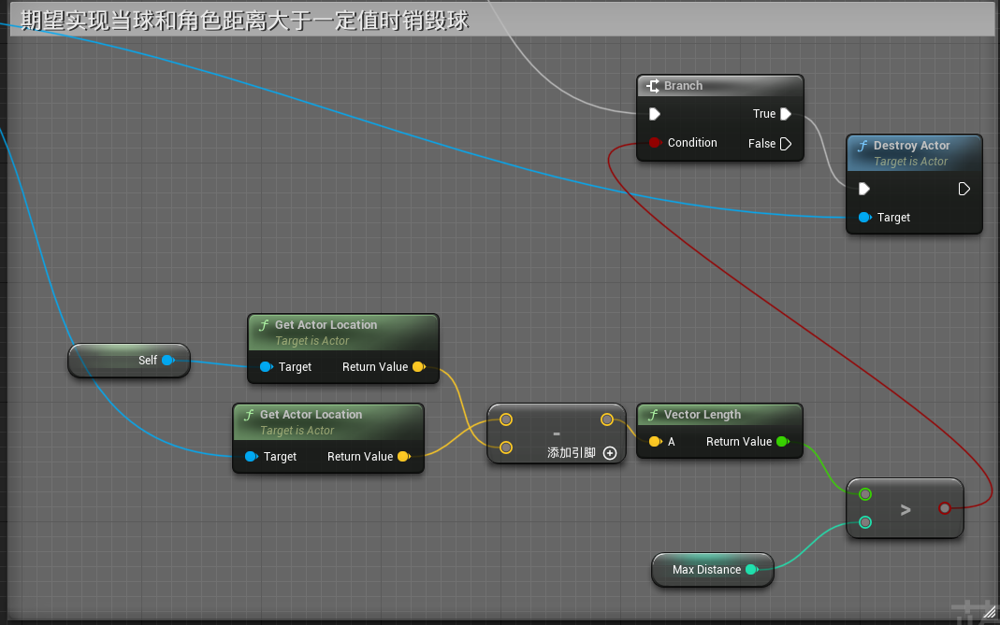 期望实现当球和角色距离大于一定值时销毁球
Branch
True
Condition
False
Destroy Actor
Target is Actor
Target
Get Actor Location
Target is Actor
Target
Return Value
Self
Get Actor Location
Target is Actor
Target
Return Value
-
添加引脚
Vector Length
A
Return Value
>
Max Distance